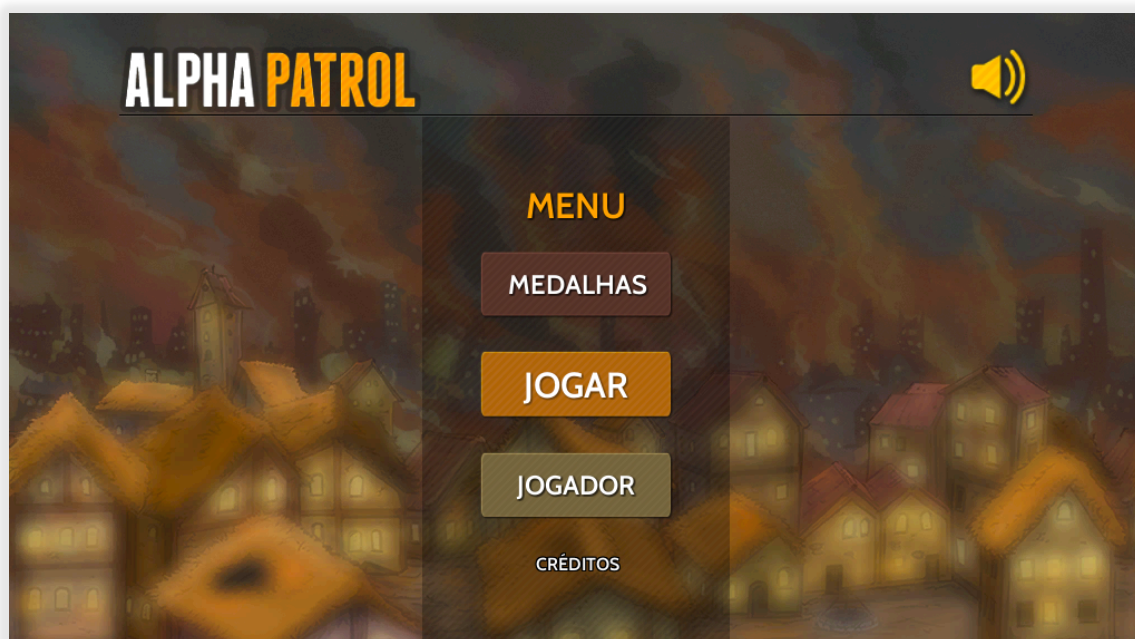 ALPHA PATROL
MENU
MEDALHAS
JOGAR
JOGADOR
CRÉDITOS